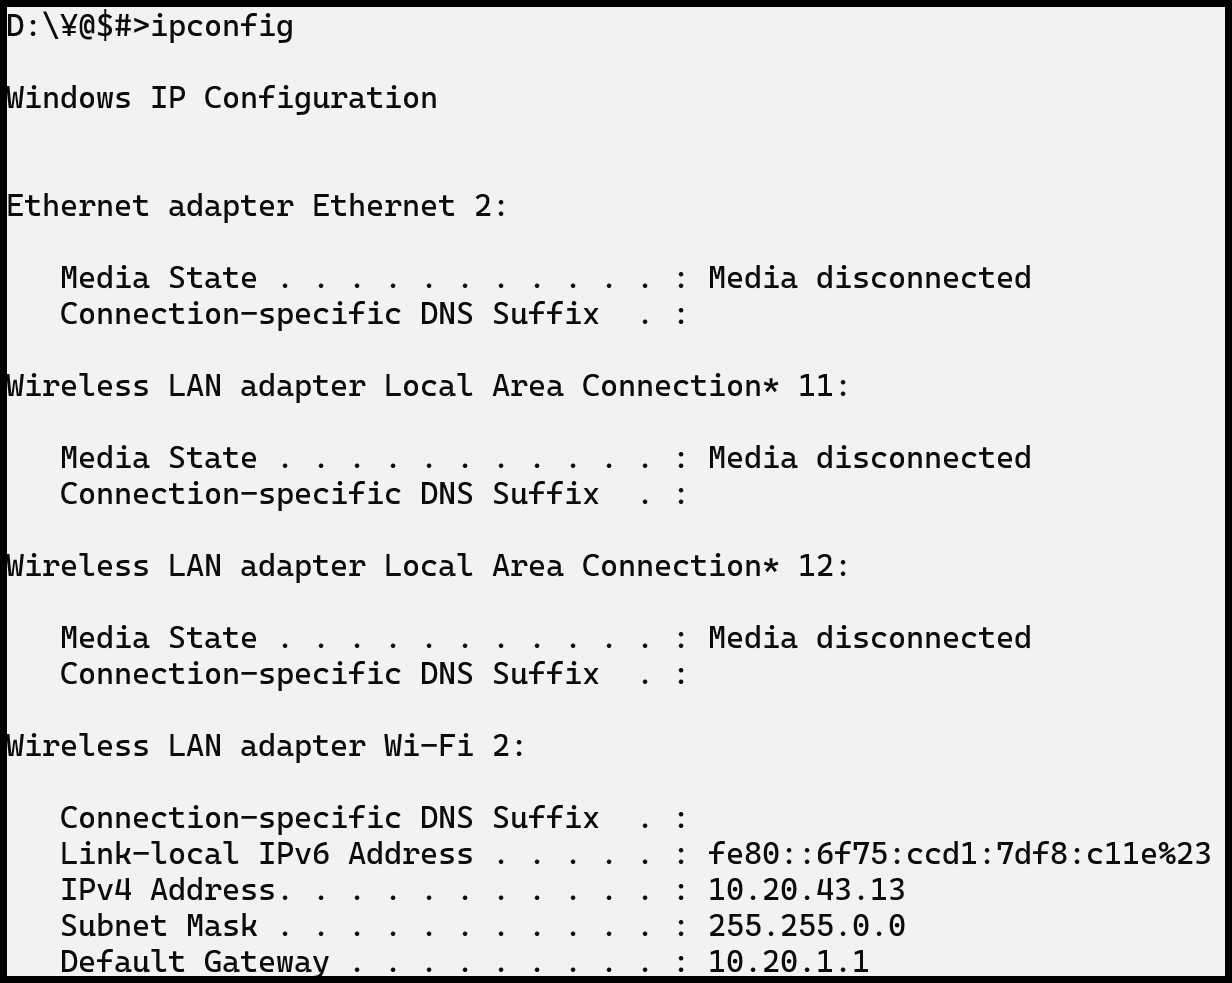 D:\¥@$#>ipconfig
Windows IP Configuration
Ethernet adapter Ethernet 2:
Media State . . . . . . . . . . . : Media disconnected
Connection-specific DNS Suffix  . :
Wireless LAN adapter Local Area Connection* 11:
Media State . . . . . . . . . . . : Media disconnected
Connection-specific DNS Suffix  . :
Wireless LAN adapter Local Area Connection* 12:
Media State . . . . . . . . . . . : Media disconnected
Connection-specific DNS Suffix  . :
Wireless LAN adapter Wi-Fi 2:
Connection-specific DNS Suffix  . :
Link-local IPv6 Address . . . . . : fe80::6f75:ccd1:7df8:c11e%23
IPv4 Address. . . . . . . . . . . : 10.20.43.13
Subnet Mask . . . . . . . . . . . : 255.255.0.0
Default Gateway . . . . . . . . . : 10.20.1.1